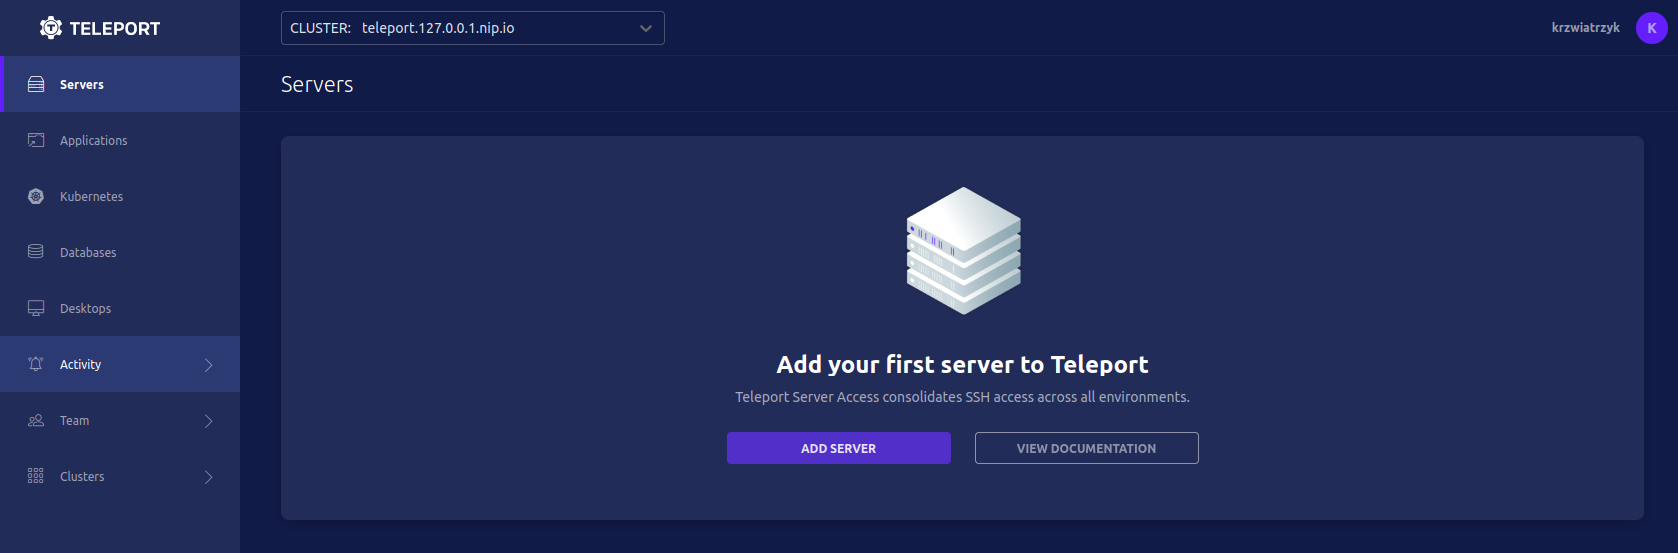 TELEPORT
CLUSTER: teleport.127.0.0.1.nip.io
krzwiatrzyk
K
Servers
Applications
Kubernetes
Databases
Desktops
Activity
Team
Clusters
Servers
Add your first server to Teleport
Teleport Server Access consolidates SSH access across all environments.
ADD SERVER
VIEW DOCUMENTATION